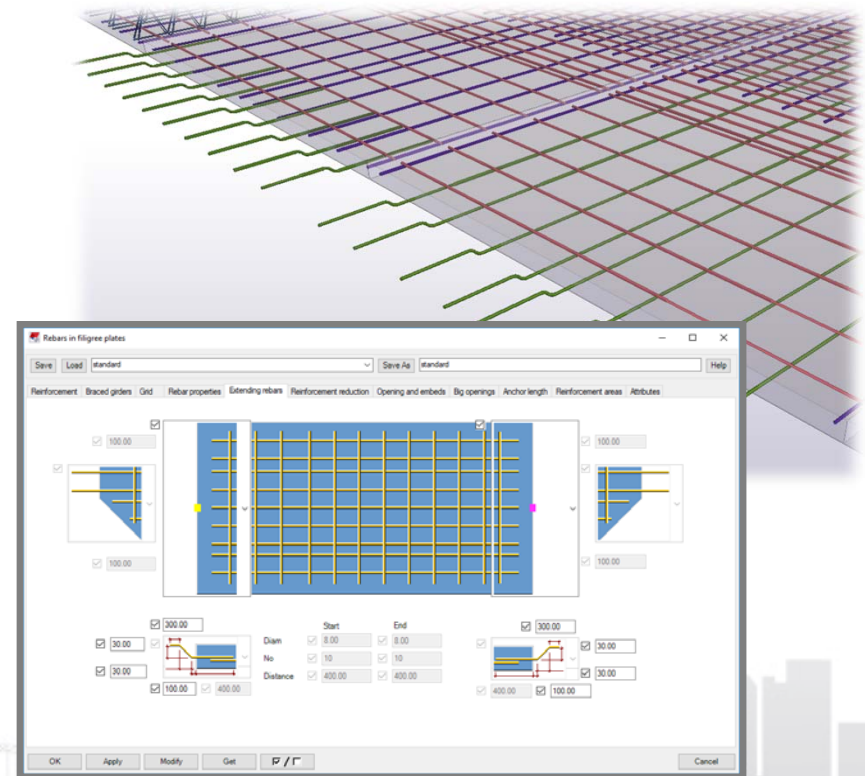 Rebars in filigree plates
Save Load standard Save As standard Help
Reinforcement Braced girders Grid Rebar properties Extending rebars Reinforcement reduction Opening and embeds Big openings Anchor length Reinforcement areas Attributes
100.00 100.00
100.00 100.00
300.00 Start End 300.00
30.00 Diam 8.00 8.00 30.00
No 10 10
30.00 Distance 400.00 400.00 30.00
100.00 400.00 400.00 100.00
OK Apply Modify Get / Cancel